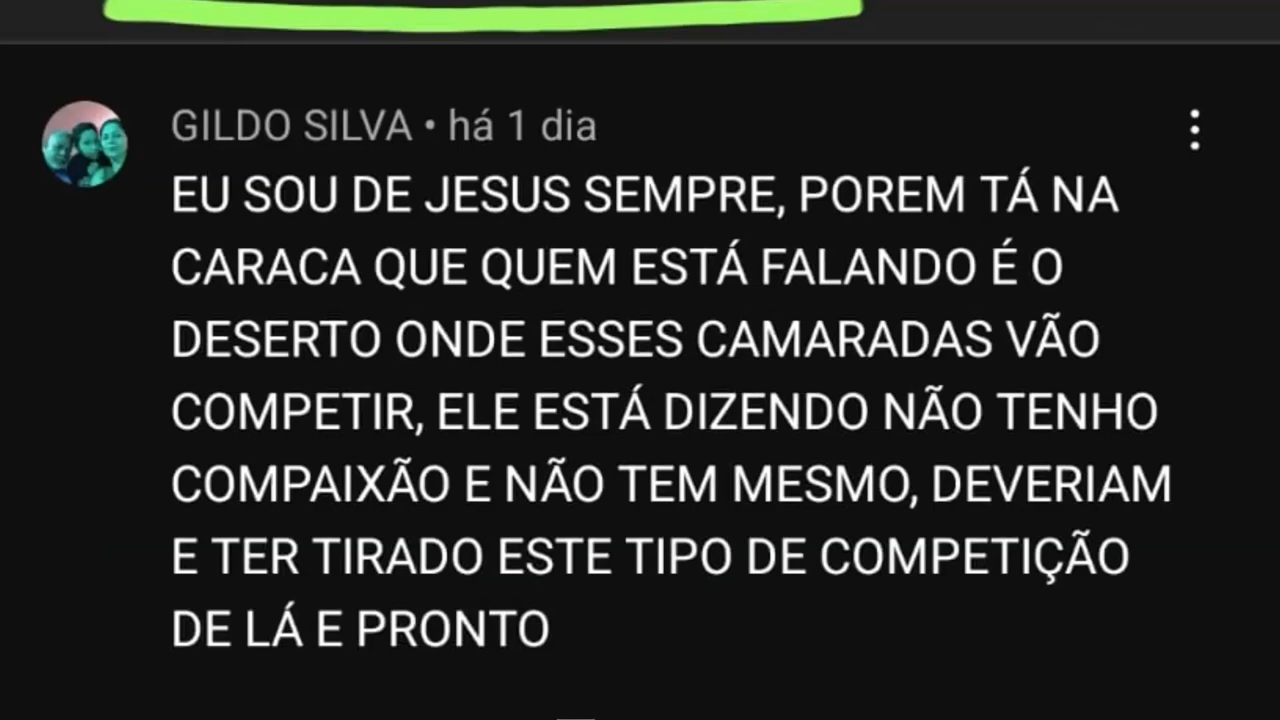 GILDO SILVA • há 1 dia
EU SOU DE JESUS SEMPRE, POREM TÁ NA
CARACA QUE QUEM ESTÁ FALANDO É O
DESERTO ONDE ESSES CAMARADAS VÃO
COMPETIR, ELE ESTÁ DIZENDO NÃO TENHO
COMPAIXÃO E NÃO TEM MESMO, DEVERIAM
E TER TIRADO ESTE TIPO DE COMPETIÇÃO
DE LÁ E PRONTO